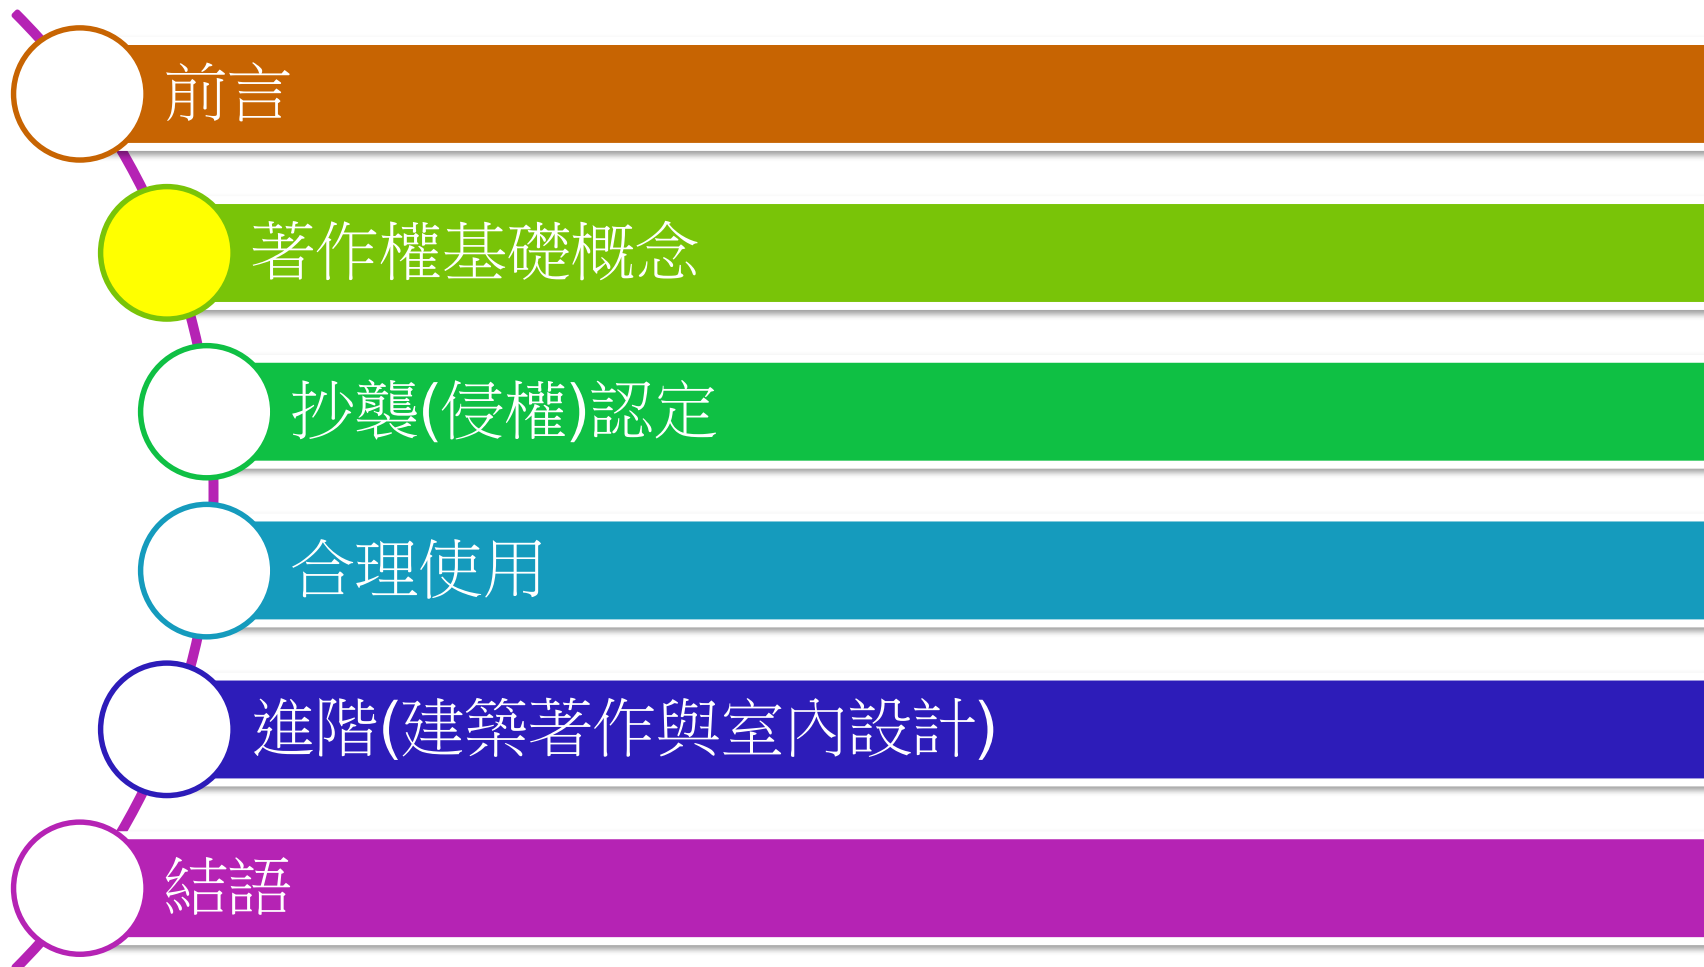 前言
著作權基礎概念
抄襲(侵權)認定
合理使用
進階(建築著作與室內設計)
結語